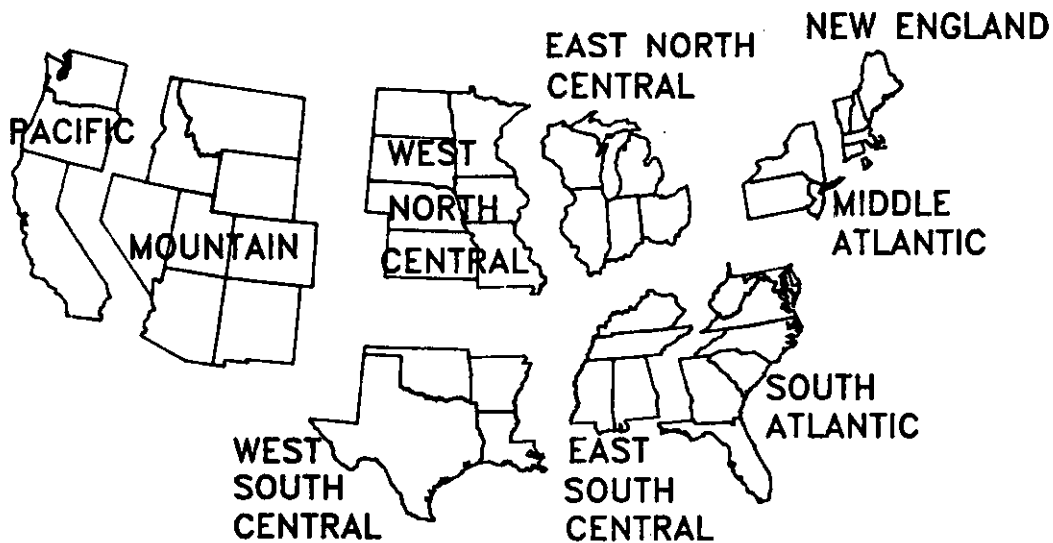 NEW ENGLAND
EAST NORTH
CENTRAL
PACIFIC
WEST
NORTH
CENTRAL
MOUNTAIN
MIDDLE
ATLANTIC
SOUTH
ATLANTIC
WEST
SOUTH
CENTRAL
EAST
SOUTH
CENTRAL